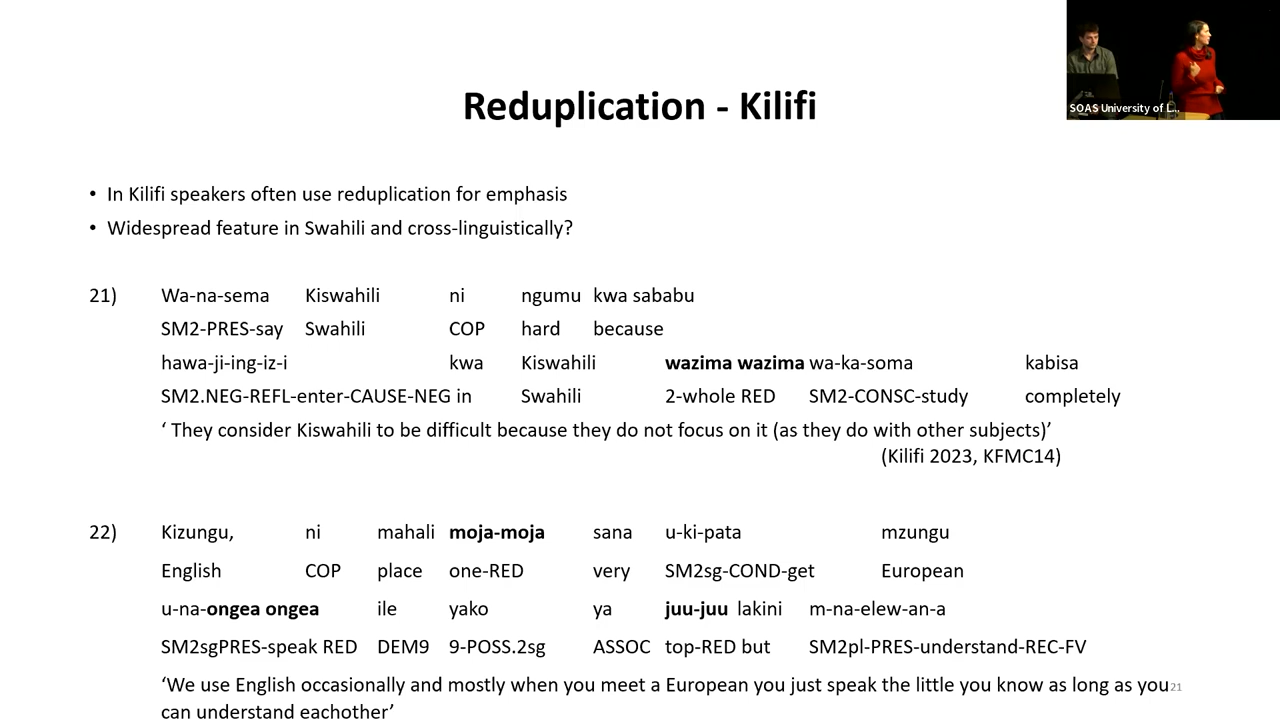 SOAS University of L...
Reduplication - Kilifi
• In Kilifi speakers often use reduplication for emphasis
• Widespread feature in Swahili and cross-linguistically?
21) Wa-na-sema Kiswahili ni ngumu kwa sababu
SM2-PRES-say Swahili COP hard because
hawa-ji-ing-iz-i kwa Kiswahili wazima wazima wa-ka-soma kabisa
SM2.NEG-REFL-enter-CAUSE-NEG in Swahili 2-whole RED SM2-CONSC-study completely
‘ They consider Kiswahili to be difficult because they do not focus on it (as they do with other subjects)’
(Kilifi 2023, KFMC14)
22) Kizungu, ni mahali moja-moja sana u-ki-pata mzungu
English COP place one-RED very SM2sg-COND-get European
u-na-ongea ongea ile yako ya juu-juu lakini m-na-elew-an-a
SM2sgPRES-speak RED DEM9 9-POSS.2sg ASSOC top-RED but SM2pl-PRES-understand-REC-FV
‘We use English occasionally and mostly when you meet a European you just speak the little you know as long as you
can understand eachother’
21